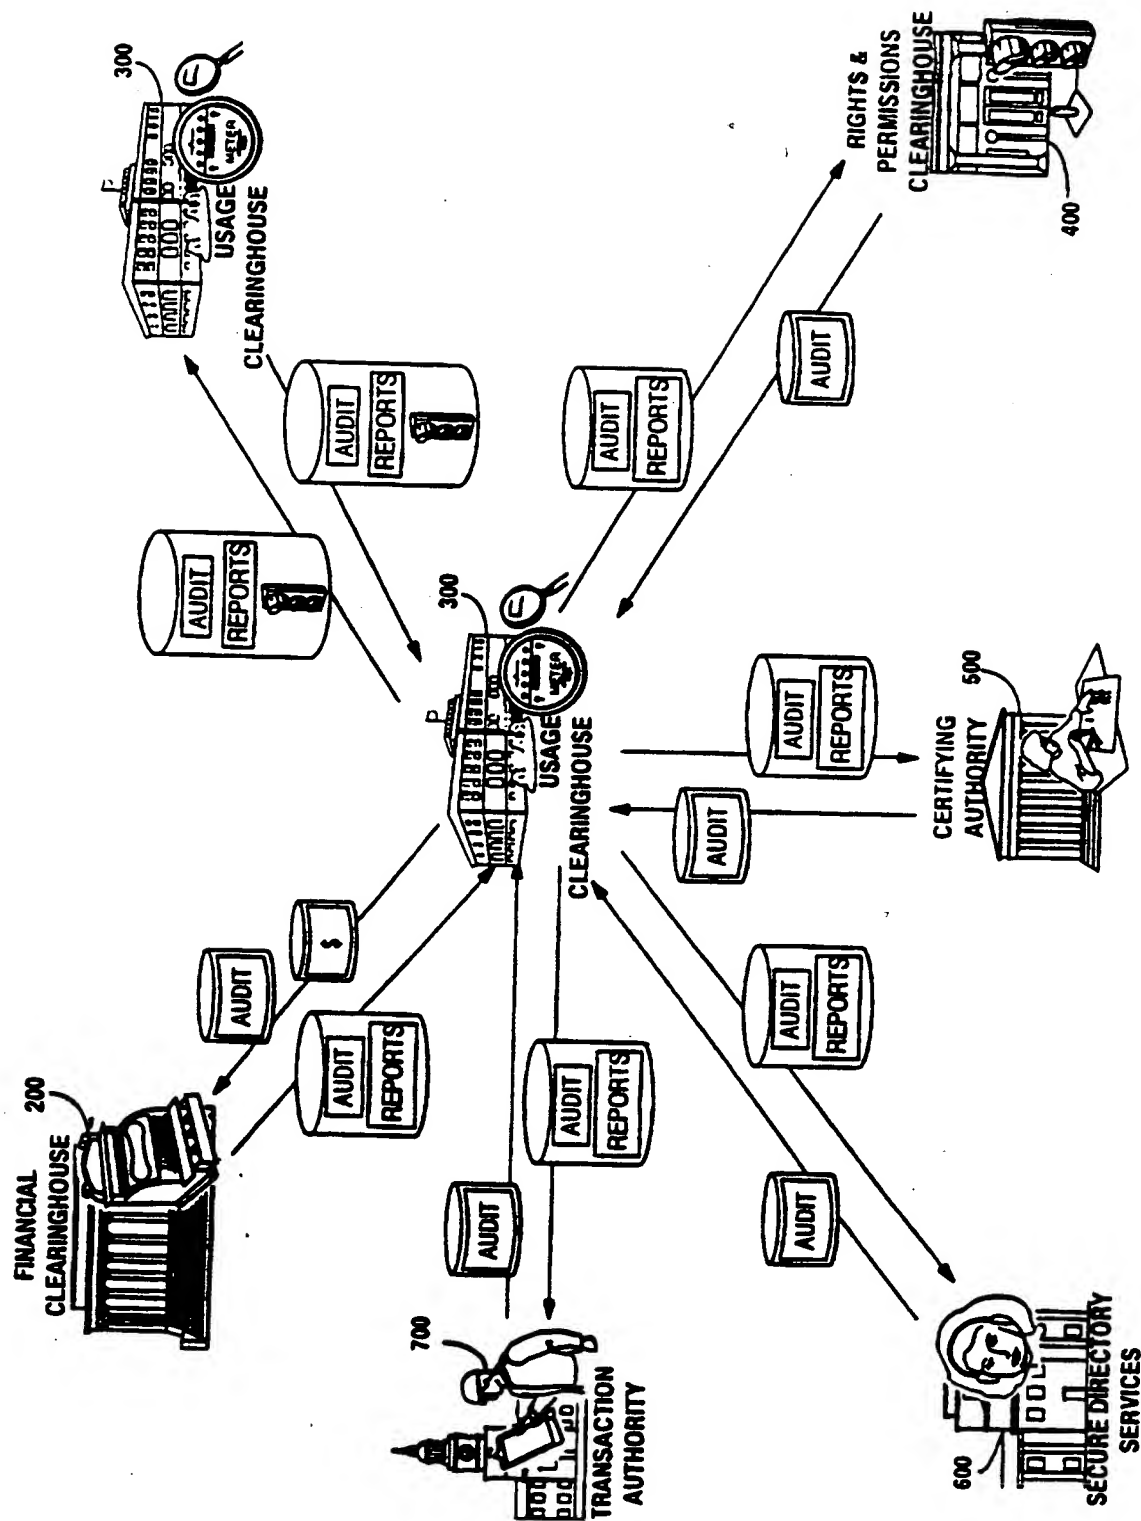 FINANCIAL
CLEARINGHOUSE
200
AUDIT
$
AUDIT
REPORTS
AUDIT
REPORTS
300
USAGE
CLEARINGHOUSE
METER
AUDIT
REPORTS
TRANSACTION
AUTHORITY
700
AUDIT
AUDIT
REPORTS
300
USAGE
CLEARINGHOUSE
METER
AUDIT
REPORTS
RIGHTS &
PERMISSIONS
CLEARINGHOUSE
400
AUDIT
SECURE DIRECTORY
SERVICES
600
AUDIT
AUDIT
REPORTS
CERTIFYING
AUTHORITY
500
AUDIT
AUDIT
REPORTS